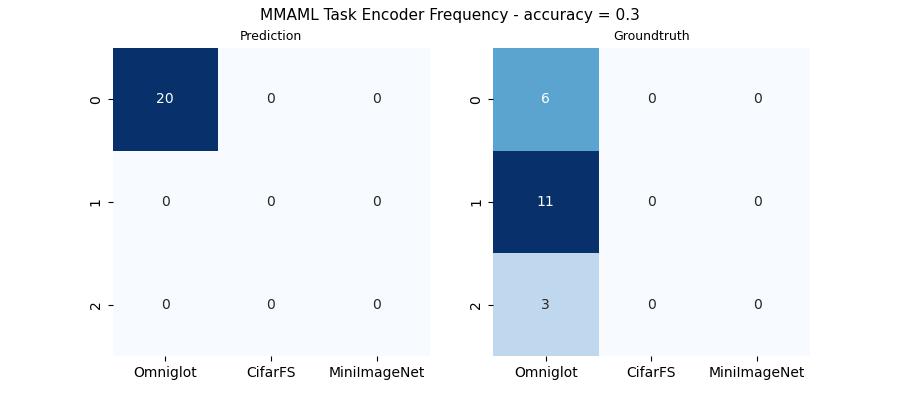 MMAML Task Encoder Frequency - accuracy = 0.3
Prediction
Groundtruth
0 20 0 0
1 0 0 0
2 0 0 0
Omniglot CifarFS MiniImageNet
0 6 0 0
1 11 0 0
2 3 0 0
Omniglot CifarFS MiniImageNet